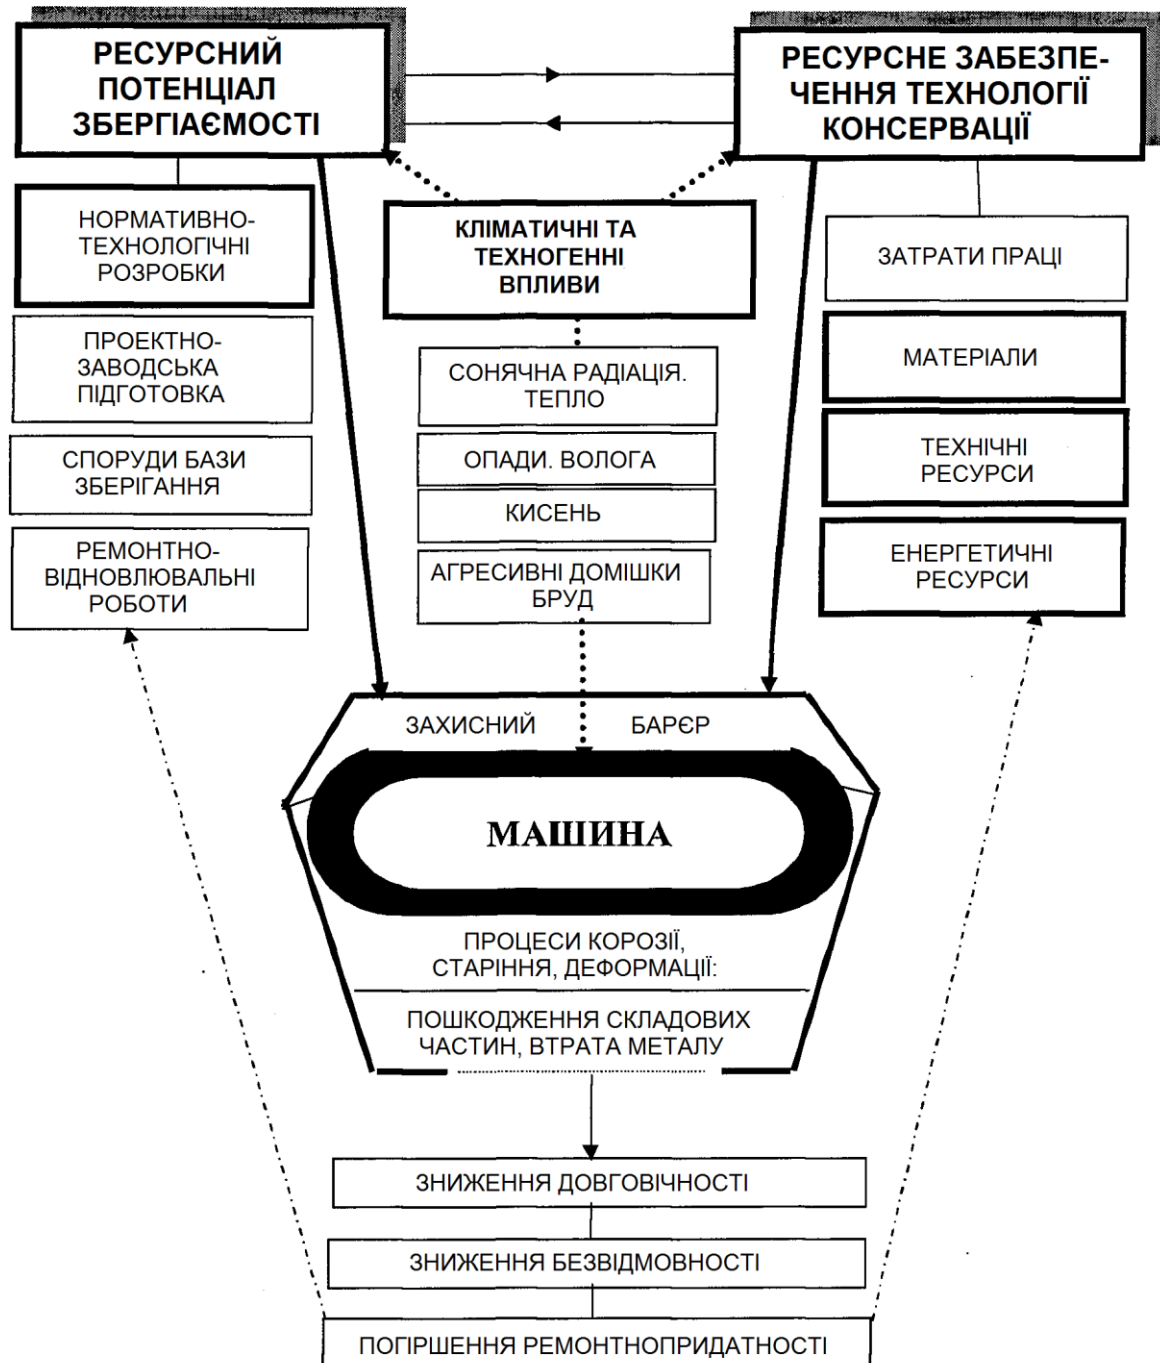 РЕСУРСНИЙ
ПОТЕНЦІАЛ
ЗБЕРГІАЄМОСТІ
РЕСУРСНЕ ЗАБЕЗПЕ-
ЧЕННЯ ТЕХНОЛОГІЇ
КОНСЕРВАЦІЇ
НОРМАТИВНО-
ТЕХНОЛОГІЧНІ
РОЗРОБКИ
ПРОЕКТНО-
ЗАВОДСЬКА
ПІДГОТОВКА
СПОРУДИ БАЗИ
ЗБЕРІГАННЯ
РЕМОНТНО-
ВІДНОВЛЮВАЛЬНІ
РОБОТИ
КЛІМАТИЧНІ ТА
ТЕХНОГЕННІ
ВПЛИВИ
СОНЯЧНА РАДІАЦІЯ.
ТЕПЛО
ОПАДИ. ВОЛОГА
КИСЕНЬ
АГРЕСИВНІ ДОМІШКИ
БРУД
ЗАТРАТИ ПРАЦІ
МАТЕРІАЛИ
ТЕХНІЧНІ
РЕСУРСИ
ЕНЕРГЕТИЧНІ
РЕСУРСИ
ЗАХИСНИЙ БАРЄР
МАШИНА
ПРОЦЕСИ КОРОЗІЇ,
СТАРІННЯ, ДЕФОРМАЦІЇ:
ПОШКОДЖЕННЯ СКЛАДОВИХ
ЧАСТИН, ВТРАТА МЕТАЛУ
ЗНИЖЕННЯ ДОВГОВІЧНОСТІ
ЗНИЖЕННЯ БЕЗВІДМОВНОСТІ
ПОГІРШЕННЯ РЕМОНТНОПРИДАТНОСТІ